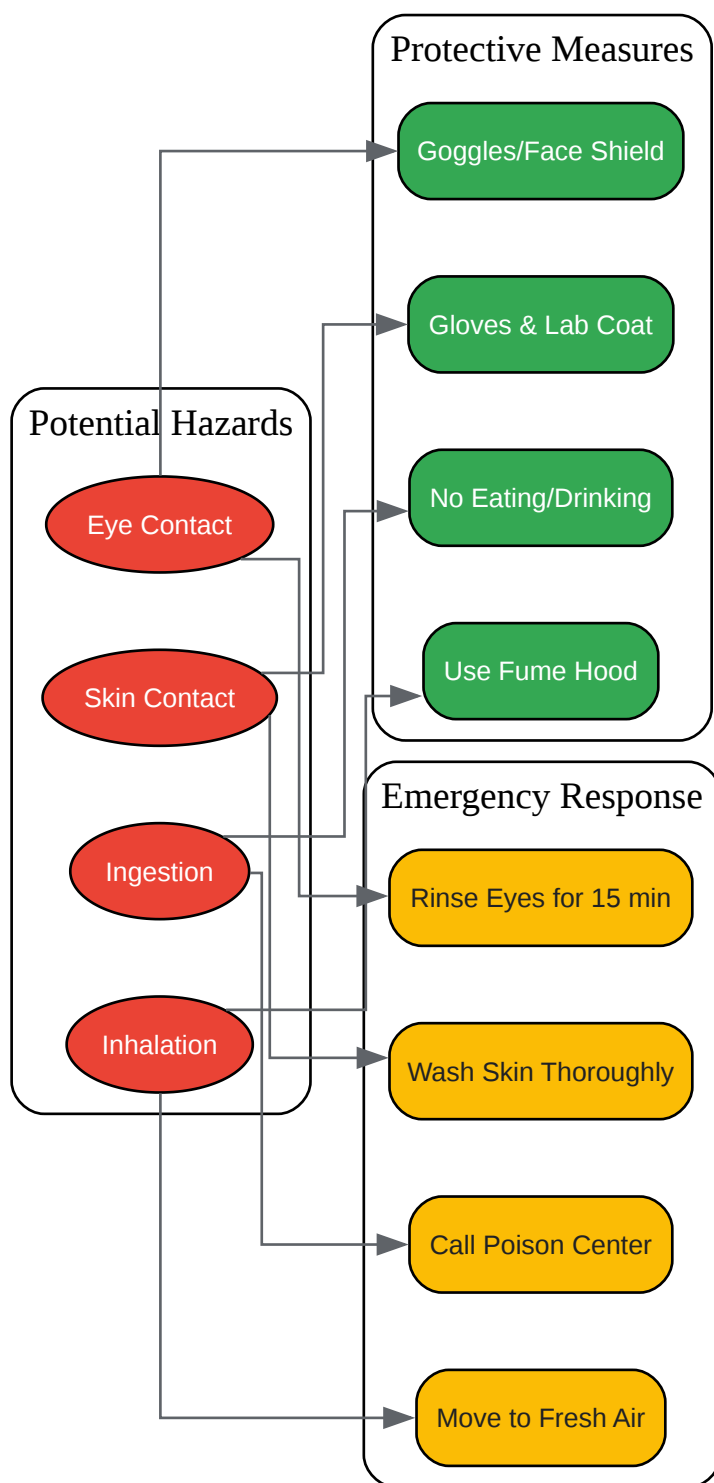 Protective Measures
Goggles/Face Shield
Gloves & Lab Coat
No Eating/Drinking
Use Fume Hood
Potential Hazards
Eye Contact
Skin Contact
Ingestion
Inhalation
Emergency Response
Rinse Eyes for 15 min
Wash Skin Thoroughly
Call Poison Center
Move to Fresh Air